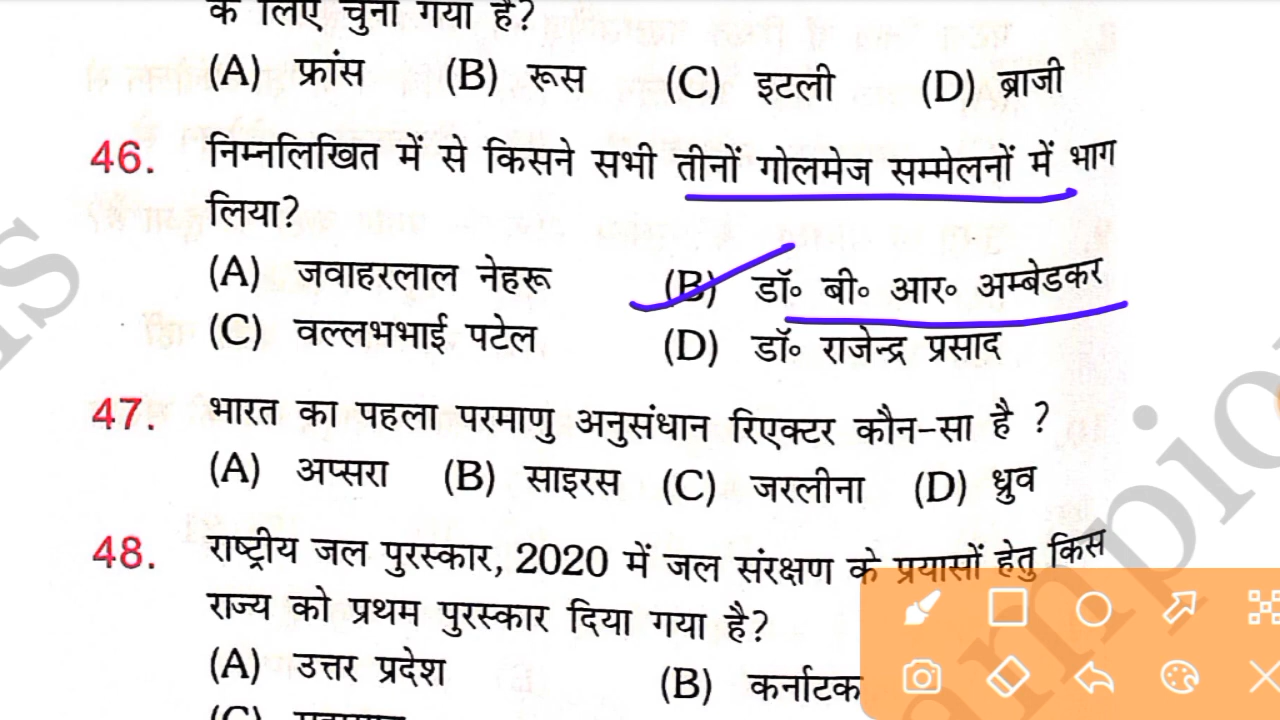 के लिए चुना गया है?
(A) फ्रांस (B) रूस (C) इटली (D) ब्राजी
46. निम्नलिखित में से किसने सभी तीनों गोलमेज सम्मेलनों में भाग
लिया?
(A) जवाहरलाल नेहरू (B) डॉ॰ बी॰ आर॰ अम्बेडकर
(C) वल्लभभाई पटेल (D) डॉ॰ राजेन्द्र प्रसाद
47. भारत का पहला परमाणु अनुसंधान रिएक्टर कौन-सा है ?
(A) अप्सरा (B) साइरस (C) जरलीना (D) ध्रुव
48. राष्ट्रीय जल पुरस्कार, 2020 में जल संरक्षण के प्रयासों हेतु किस
राज्य को प्रथम पुरस्कार दिया गया है?
(A) उत्तर प्रदेश (B) कर्नाटक
(C)